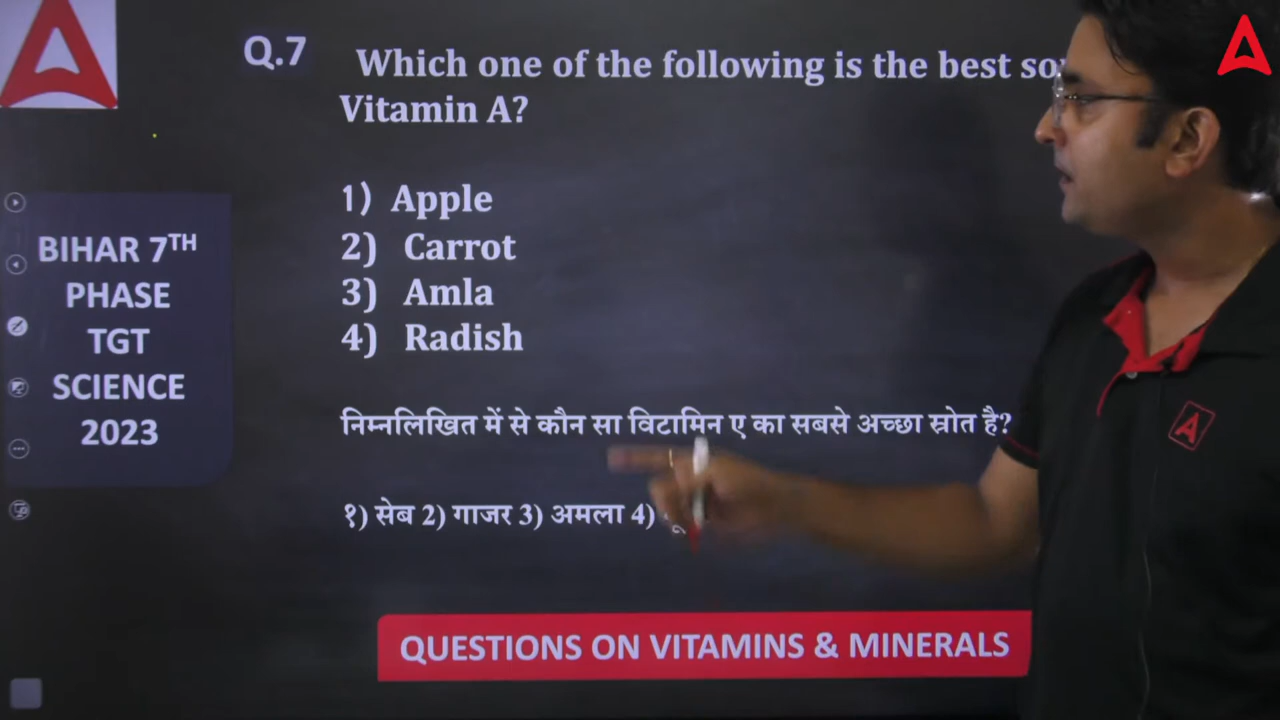 Q.7
Which one of the following is the best
Vitamin A?
1) Apple
2) Carrot
3) Amla
4) Radish
BIHAR 7TH
PHASE
TGT
SCIENCE
2023
निम्नलिखित में से कौन सा विटामिन ए का सबसे अच्छा स्रोत है?
१) सेब 2) गाजर 3) अमला 4)
QUESTIONS ON VITAMINS & MINERALS